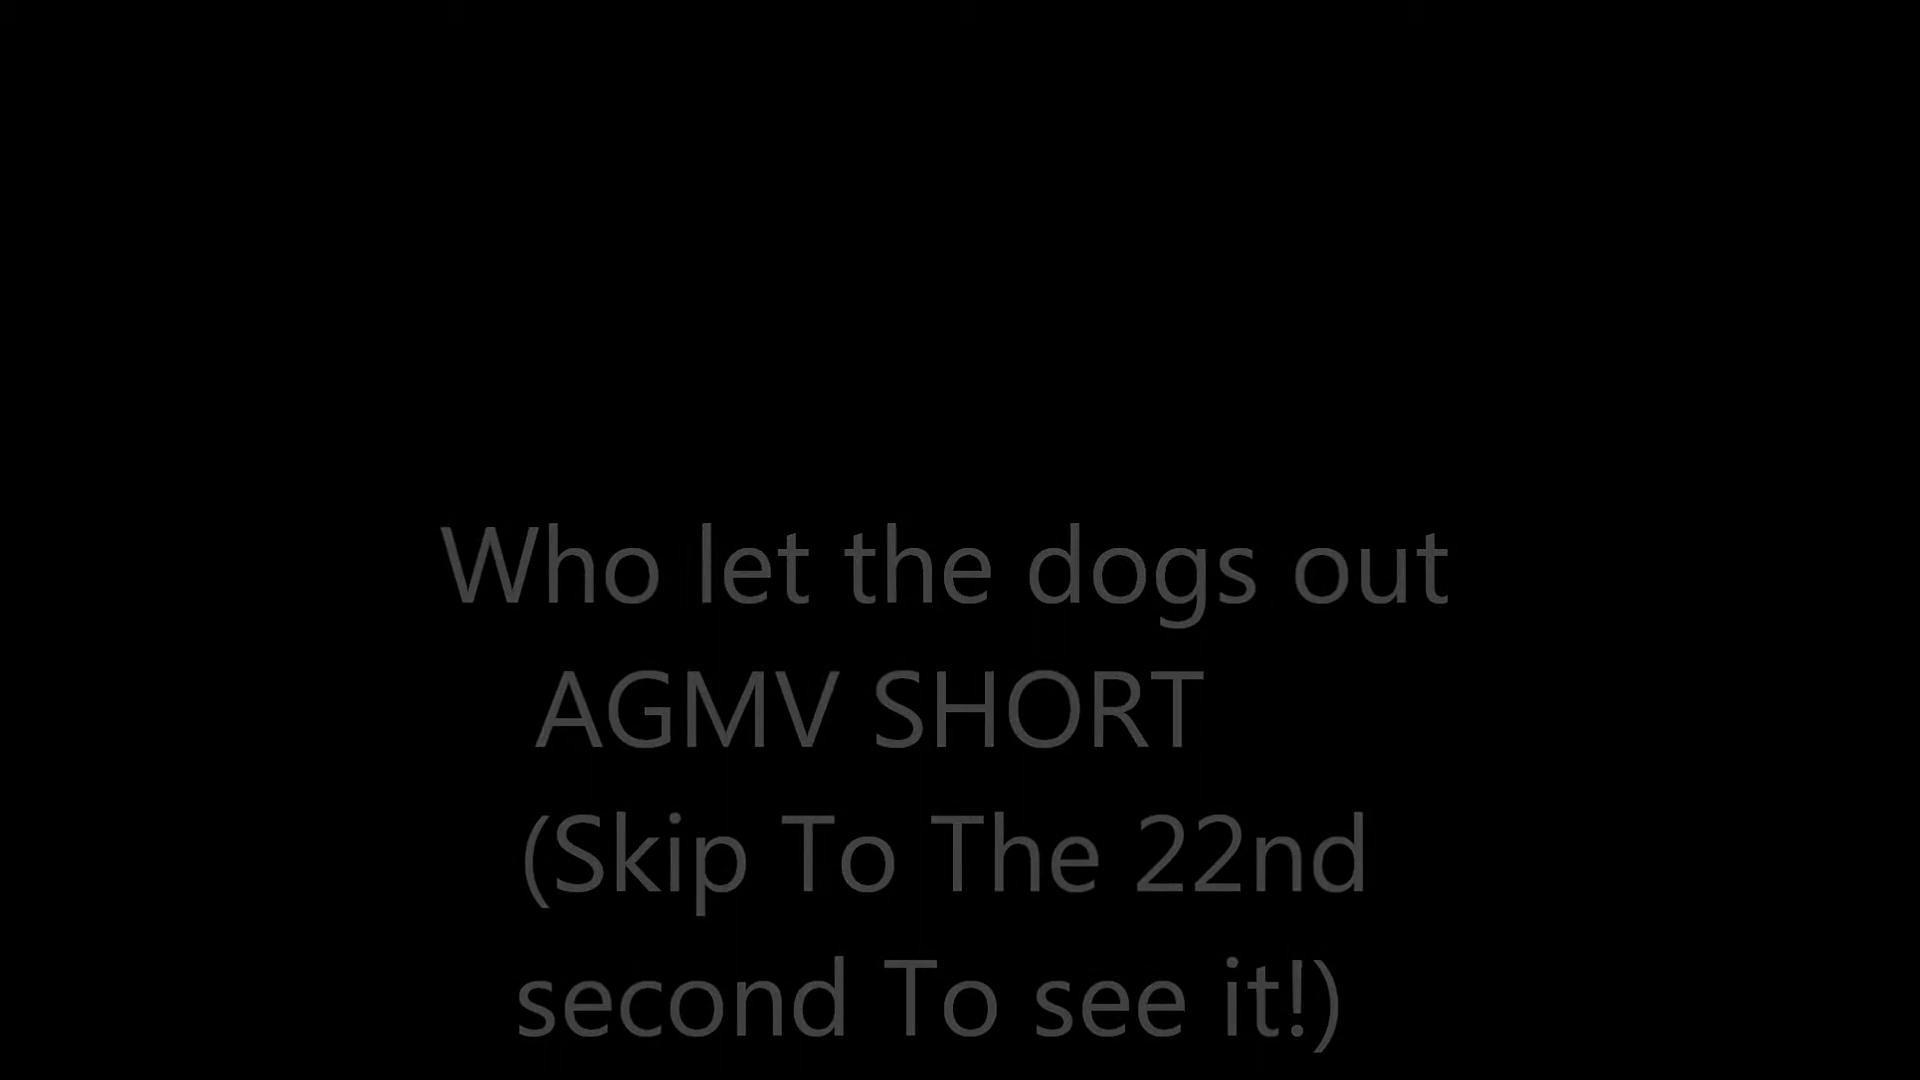 Who let the dogs out
AGMV SHORT
(Skip To The 22nd
second To see it!)